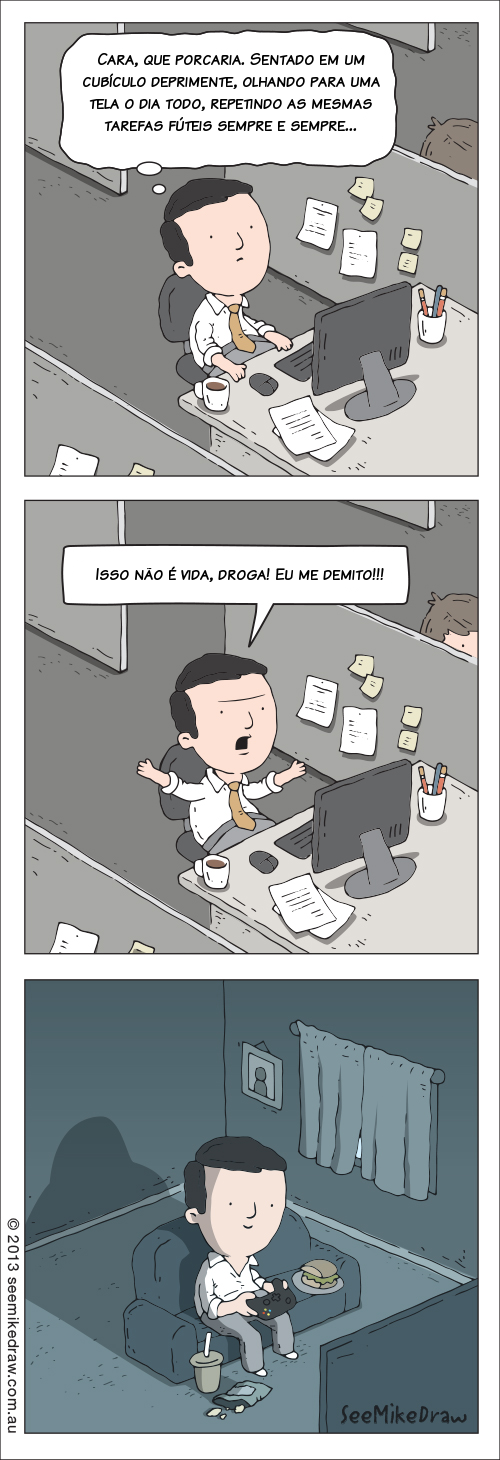 Cara, que porcaria. Sentado em um
cubículo deprimente, olhando para uma
tela o dia todo, repetindo as mesmas
tarefas fúteis sempre e sempre...
Isso não é vida, droga! Eu me demito!!!
© 2013 seemikedraw.com.au
SeeMikeDraw